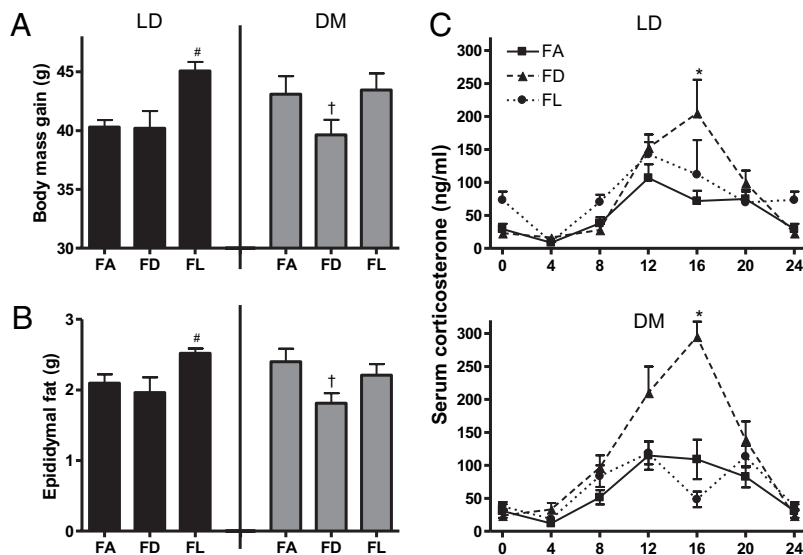 A
LD
DM
Body mass gain (g)
45
40
35
30
#
†
FA FD FL FA FD FL
B
Epididymal fat (g)
3
2
1
0
#
†
FA FD FL FA FD FL
C
LD
Serum corticosterone (ng/ml)
300
250
200
150
100
50
0
FA
FD
FL
*
0 4 8 12 16 20 24
DM
300
250
200
150
100
50
0
*
0 4 8 12 16 20 24